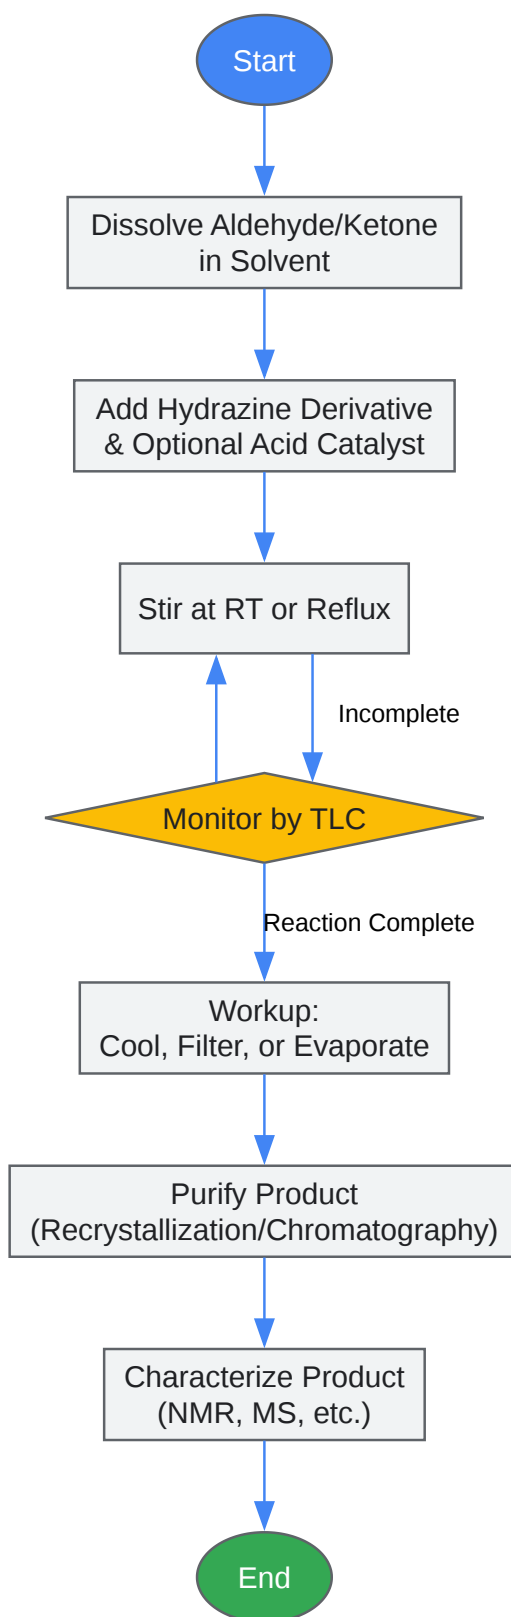 Start
Dissolve Aldehyde/Ketone
in Solvent
Add Hydrazine Derivative
& Optional Acid Catalyst
Stir at RT or Reflux
Incomplete
Monitor by TLC
Reaction Complete
Workup:
Cool, Filter, or Evaporate
Purify Product
(Recrystallization/Chromatography)
Characterize Product
(NMR, MS, etc.)
End